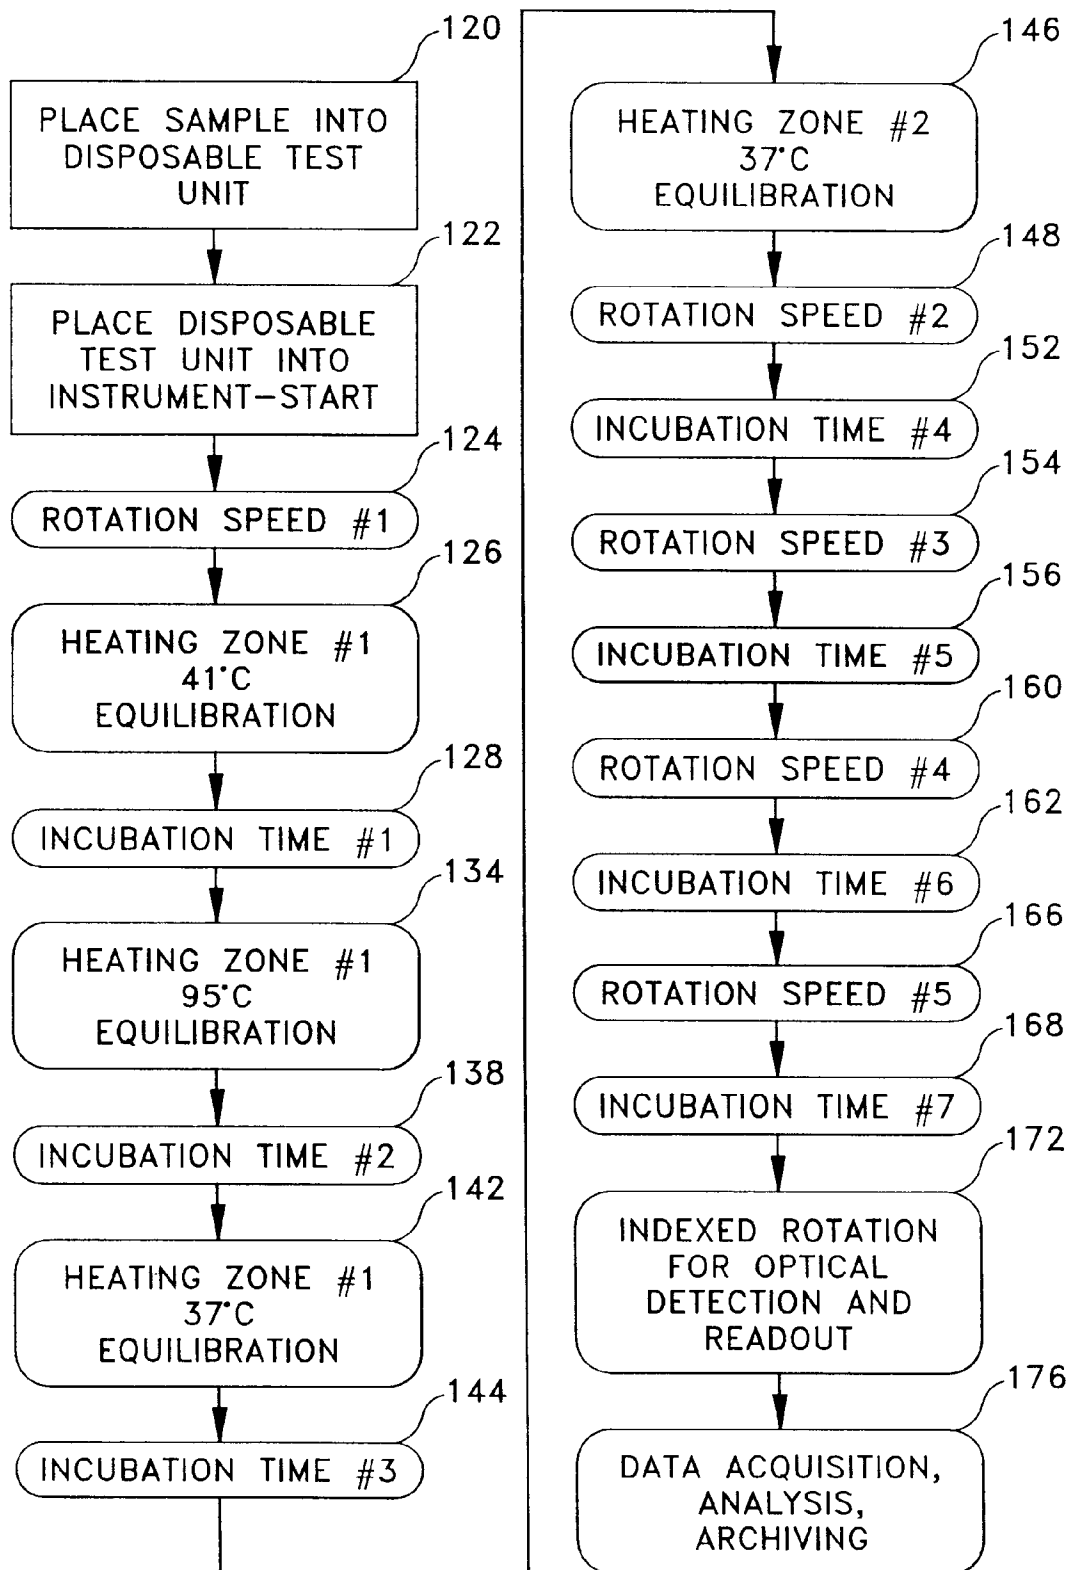 120
PLACE SAMPLE INTO
DISPOSABLE TEST
UNIT
122
PLACE DISPOSABLE
TEST UNIT INTO
INSTRUMENT-START
124
ROTATION SPEED #1
126
HEATING ZONE #1
41°C
EQUILIBRATION
128
INCUBATION TIME #1
134
HEATING ZONE #1
95°C
EQUILIBRATION
138
INCUBATION TIME #2
142
HEATING ZONE #1
37°C
EQUILIBRATION
144
INCUBATION TIME #3
146
HEATING ZONE #2
37°C
EQUILIBRATION
148
ROTATION SPEED #2
152
INCUBATION TIME #4
154
ROTATION SPEED #3
156
INCUBATION TIME #5
160
ROTATION SPEED #4
162
INCUBATION TIME #6
166
ROTATION SPEED #5
168
INCUBATION TIME #7
172
INDEXED ROTATION
FOR OPTICAL
DETECTION AND
READOUT
176
DATA ACQUISITION,
ANALYSIS,
ARCHIVING